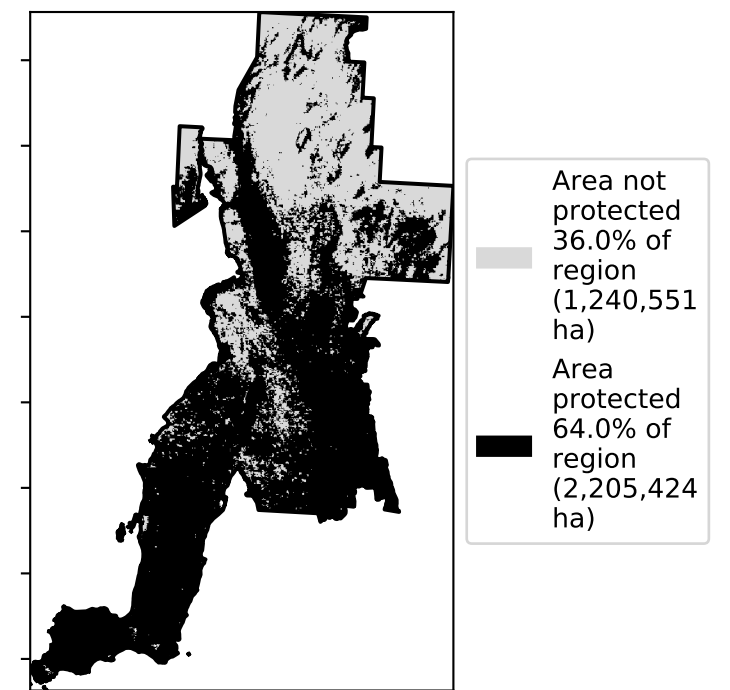 Area not
protected
36.0% of
region
(1,240,551
ha)
Area
protected
64.0% of
region
(2,205,424
ha)